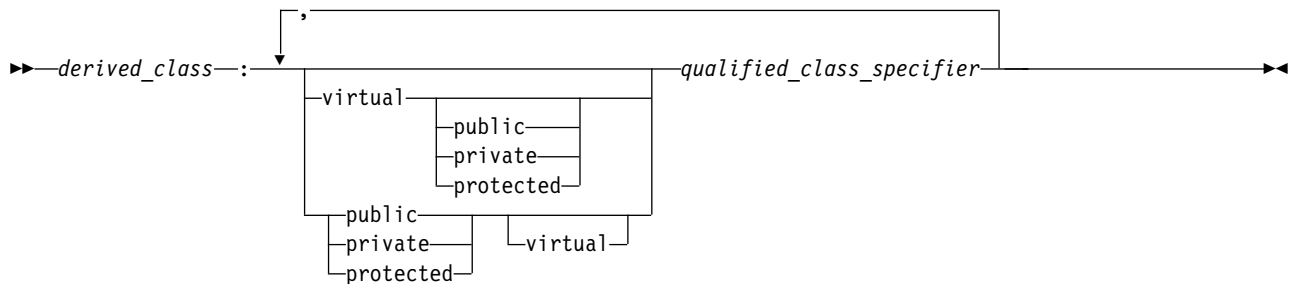 ,
derived_class : qualified_class_specifier
virtual
public
private
protected
public
private virtual
protected